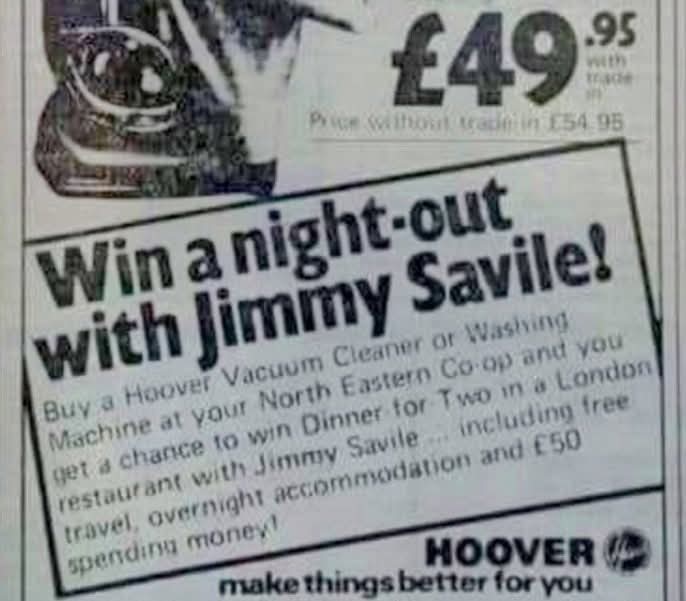 £49.95
with
trade
in
Price without trade in £54.95
Win a night-out
with Jimmy Savile!
Buy a Hoover Vacuum Cleaner or Washing
Machine at your North Eastern Co-op and you
get a chance to win Dinner for Two in a London
restaurant with Jimmy Savile ... including free
travel, overnight accommodation and £50
spending money!
HOOVER Hoover
make things better for you